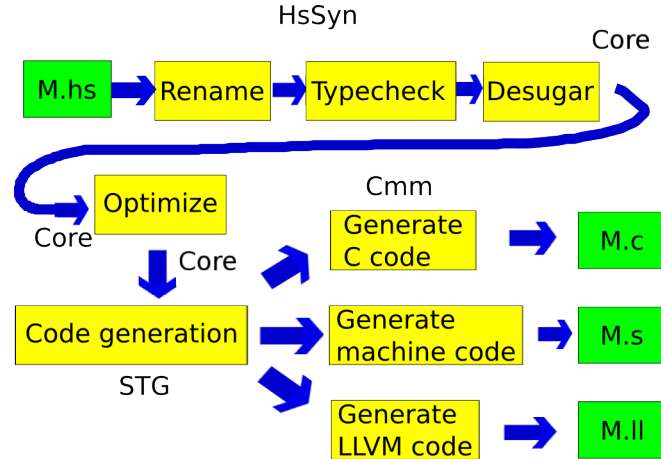 HsSyn
Core
M.hs
Rename
Typecheck
Desugar
Optimize
Core
Core
Cmm
Generate
C code
M.c
Code generation
STG
Generate
machine code
M.s
Generate
LLVM code
M.ll